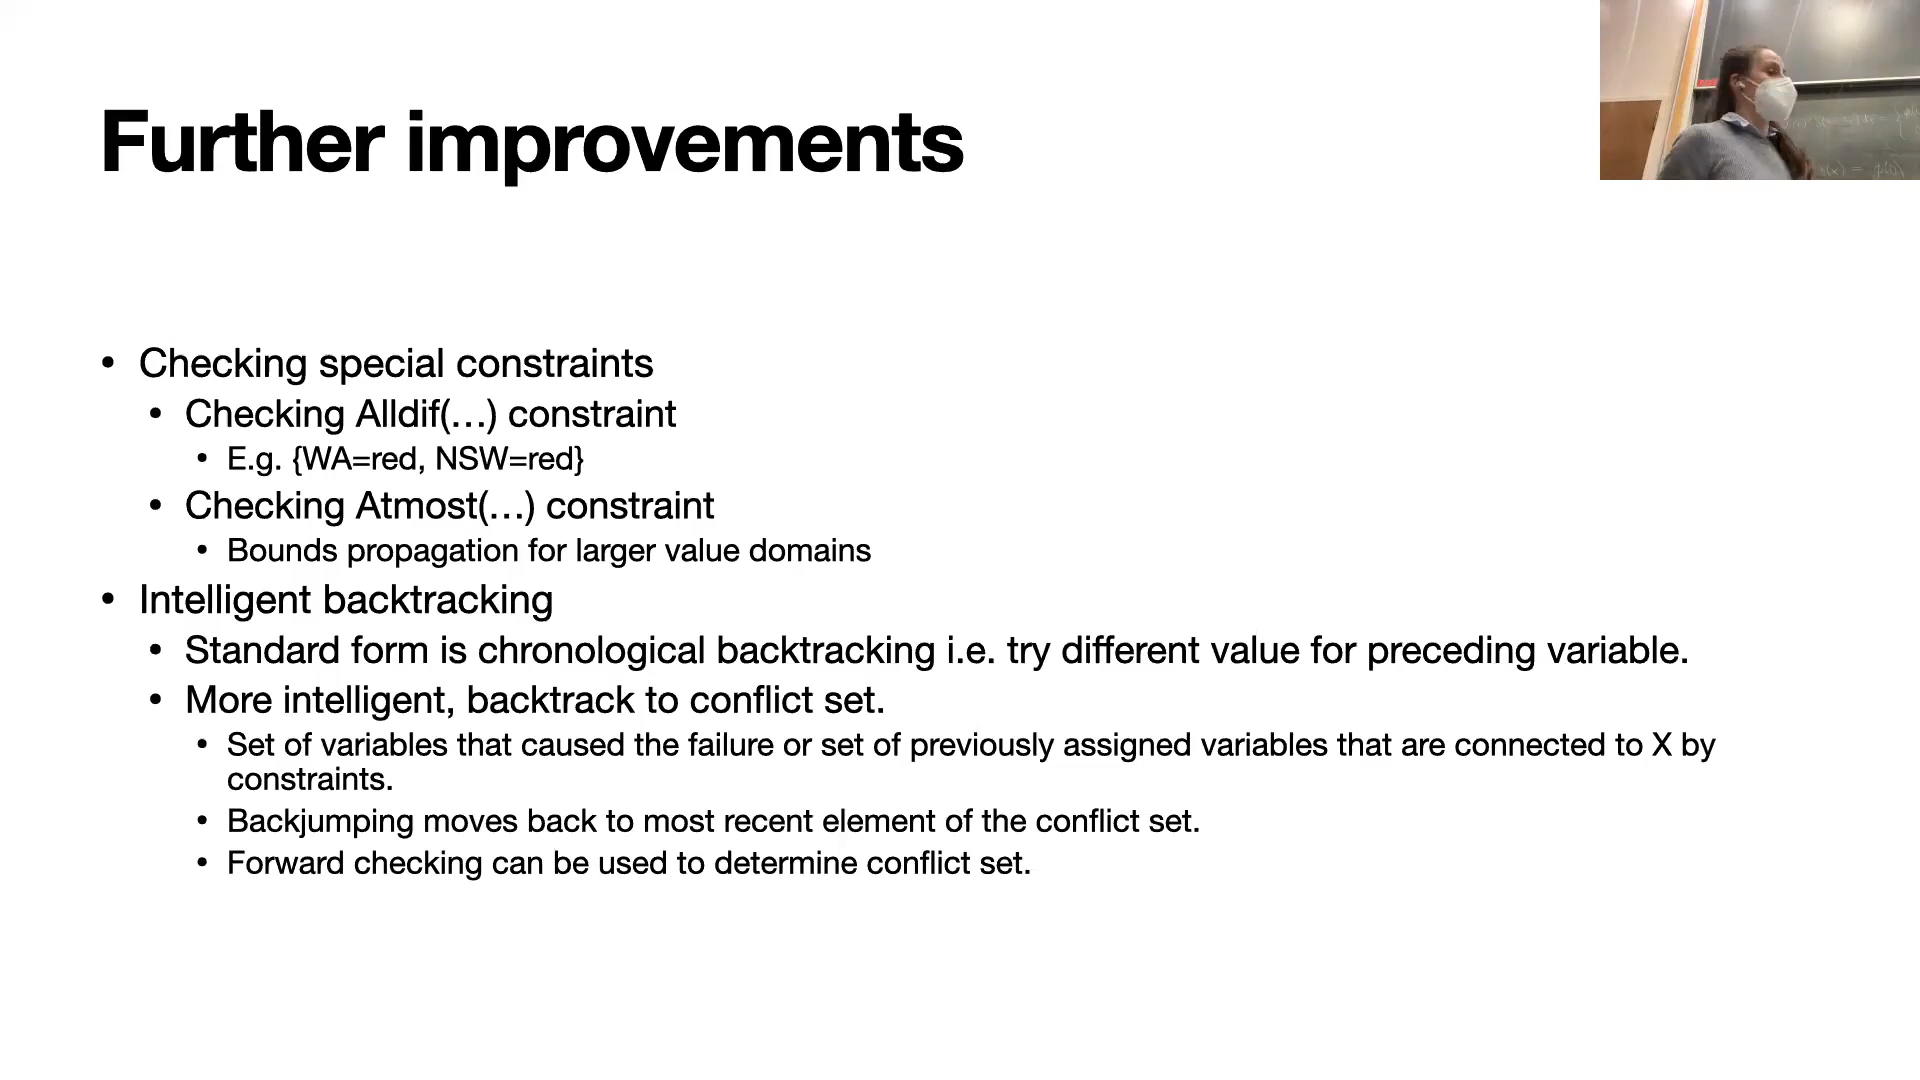 Further improvements
• Checking special constraints
• Checking Alldif(…) constraint
• E.g. {WA=red, NSW=red}
• Checking Atmost(…) constraint
• Bounds propagation for larger value domains
• Intelligent backtracking
• Standard form is chronological backtracking i.e. try different value for preceding variable.
• More intelligent, backtrack to conflict set.
• Set of variables that caused the failure or set of previously assigned variables that are connected to X by
constraints.
• Backjumping moves back to most recent element of the conflict set.
• Forward checking can be used to determine conflict set.